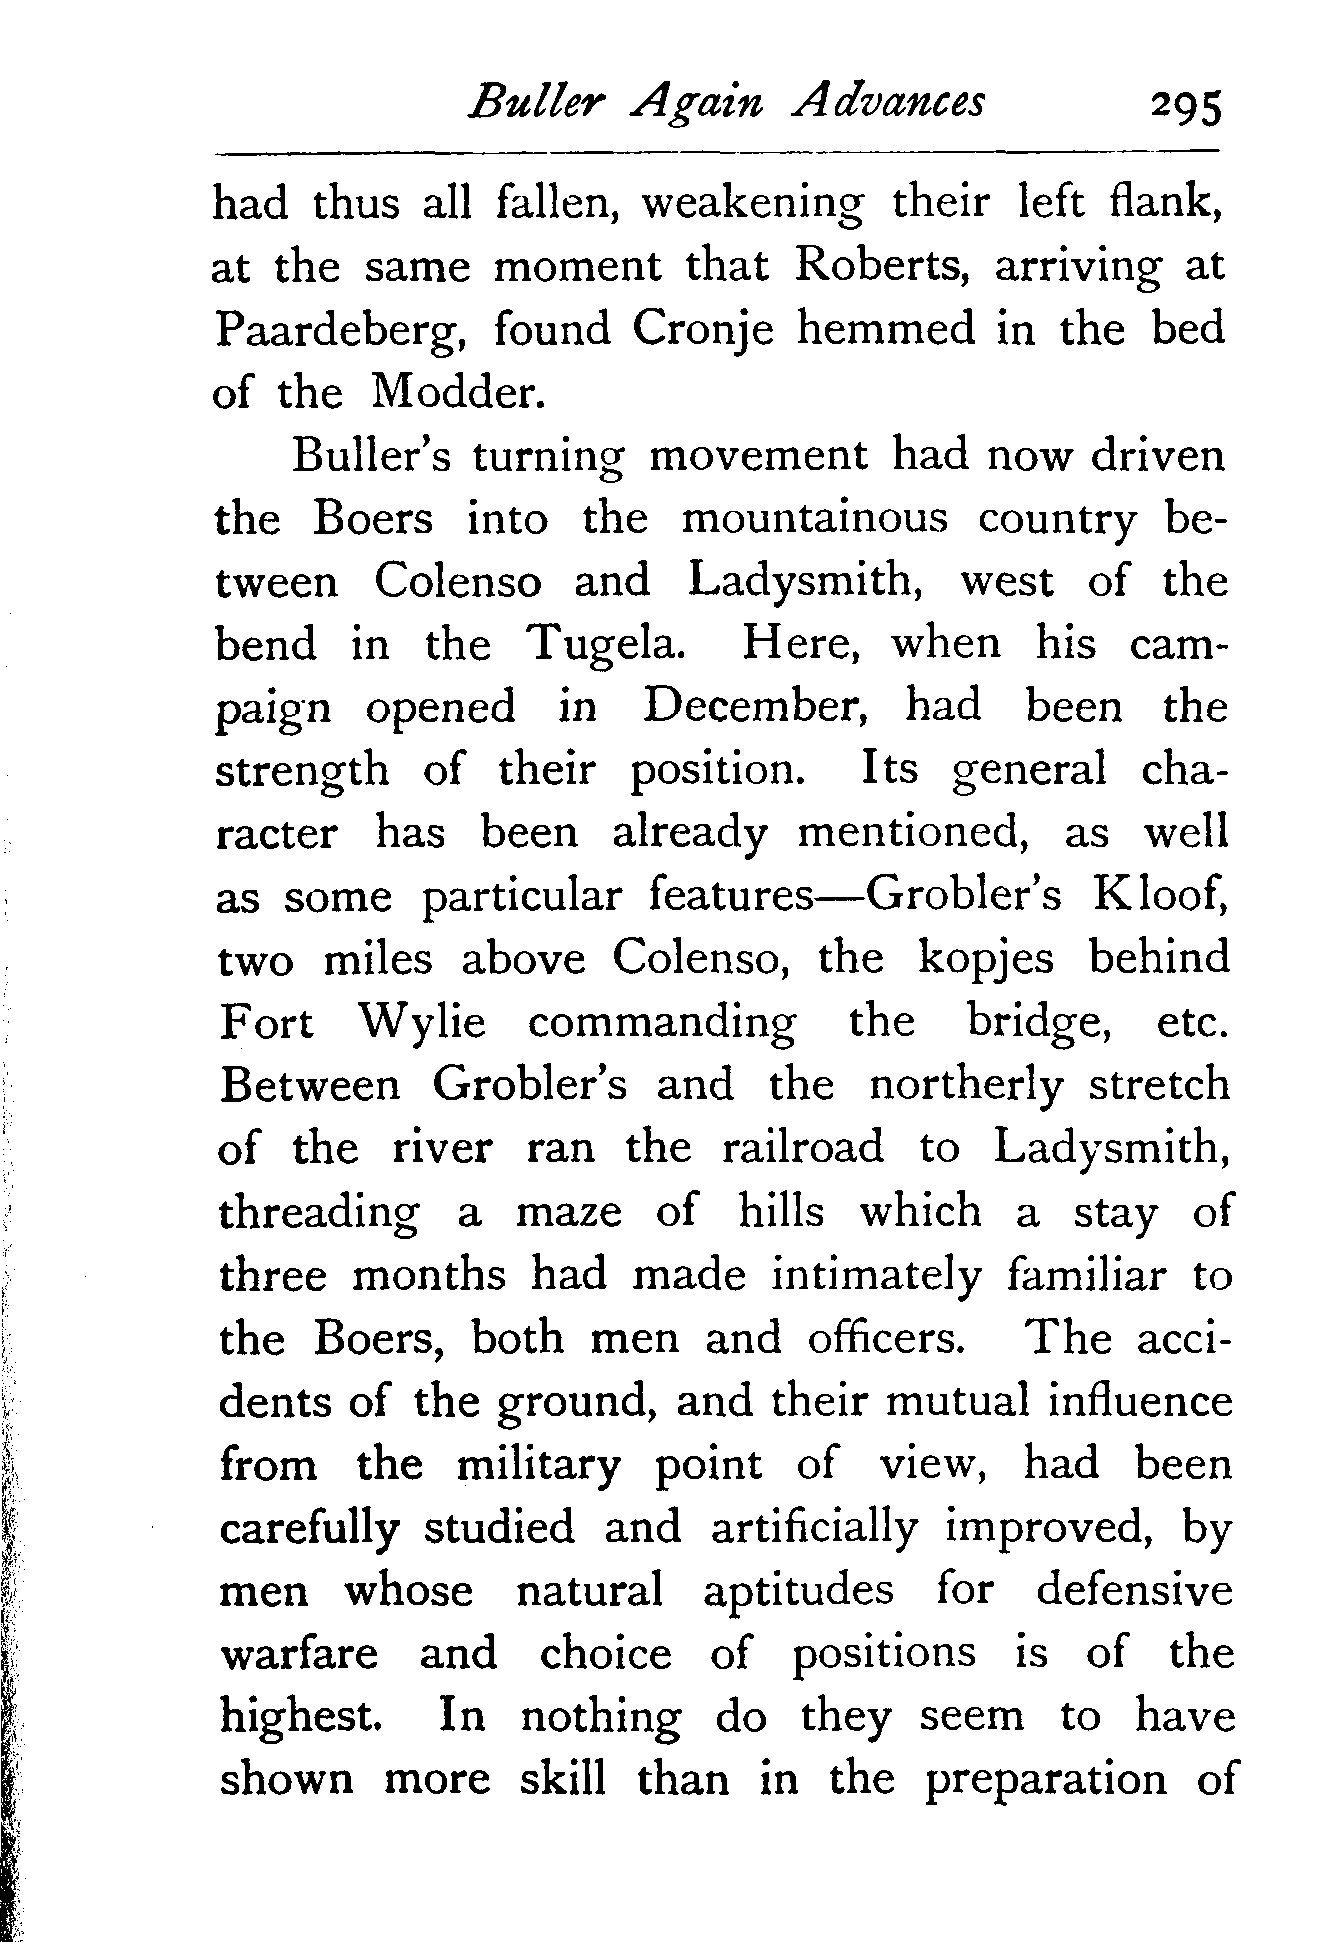 Buller Again Advances 295
had thus all fallen, weakening their left flank,
at the same moment that Roberts, arriving at
Paardeberg, found Cronje hemmed in the bed
of the Modder.
Buller's turning movement had now driven
the Boers into the mountainous country be-
tween Colenso and Ladysmith, west of the
bend in the Tugela. Here, when his cam-
paign opened in December, had been the
strength of their position. Its general cha-
racter has been already mentioned, as well
as some particular features—Grobler's Kloof,
two miles above Colenso, the kopjes behind
Fort Wylie commanding the bridge, etc.
Between Grobler's and the northerly stretch
of the river ran the railroad to Ladysmith,
threading a maze of hills which a stay of
three months had made intimately familiar to
the Boers, both men and officers. The acci-
dents of the ground, and their mutual influence
from the military point of view, had been
carefully studied and artificially improved, by
men whose natural aptitudes for defensive
warfare and choice of positions is of the
highest. In nothing do they seem to have
shown more skill than in the preparation of